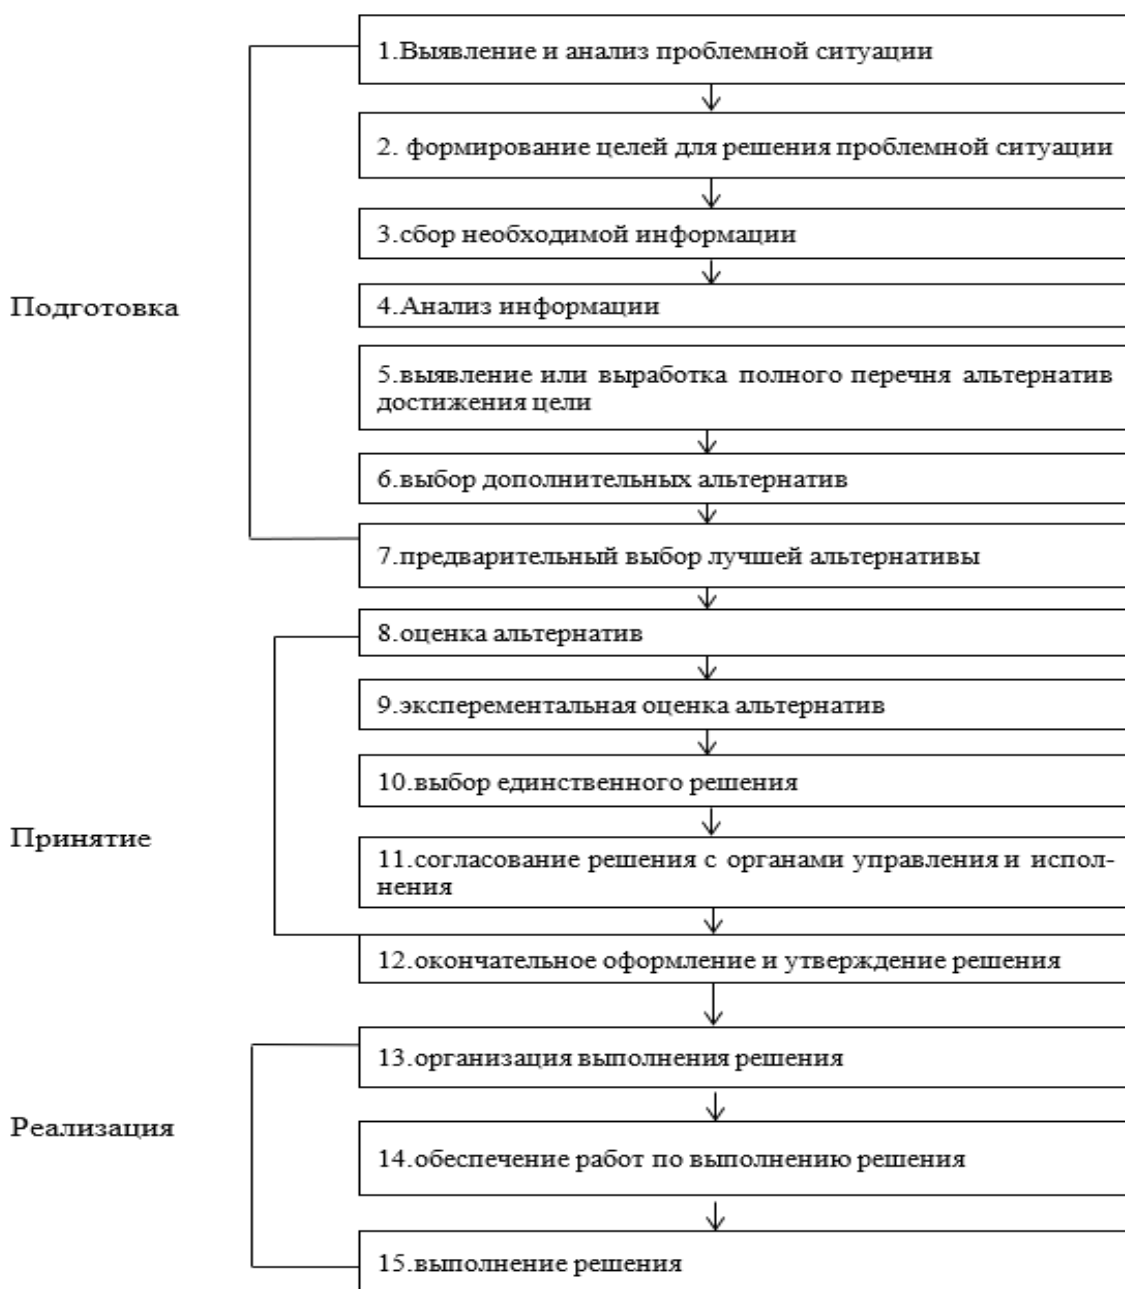 1.Выявление и анализ проблемной ситуации
2. формирование целей для решения проблемной ситуации
3.сбор необходимой информации
Подготовка
4.Анализ информации
5.выявление или выработка полного перечня альтернатив
достижения цели
6.выбор дополнительных альтернатив
7.предварительный выбор лучшей альтернативы
8.оценка альтернатив
9.эксперементальная оценка альтернатив
10.выбор единственного решения
Принятие
11.согласование решения с органами управления и испол-
нения
12.окончательное оформление и утверждение решения
13.организация выполнения решения
Реализация
14.обеспечение работ по выполнению решения
15.выполнение решения